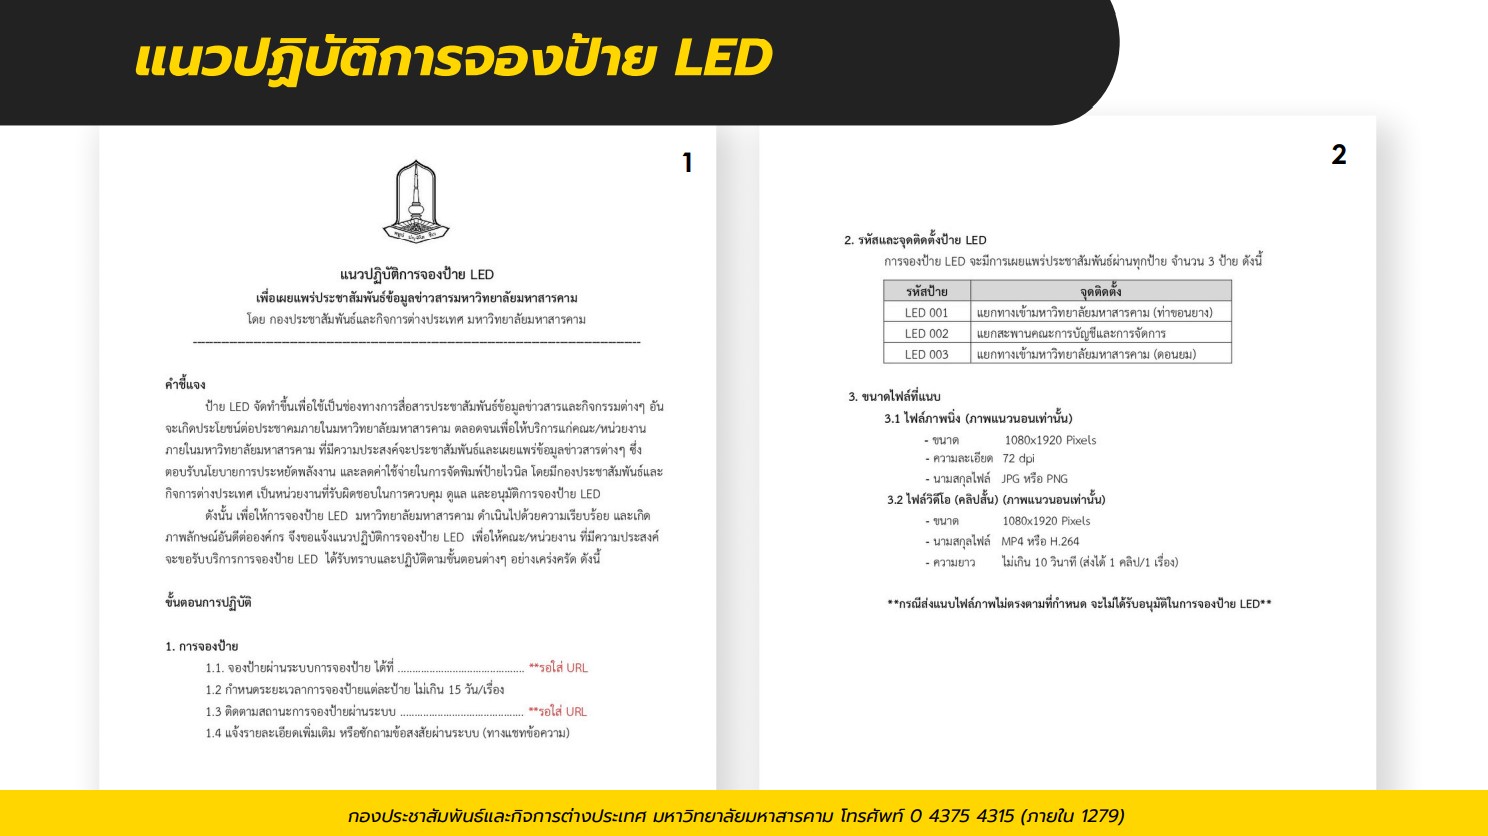 แนวปฏิบัติการจองป้าย LED
1
แนวปฏิบัติการจองป้าย LED
เพื่อเผยแพร่ประชาสัมพันธ์ข้อมูลข่าวสารมหาวิทยาลัยมหาสารคาม
โดย กองประชาสัมพันธ์และกิจการต่างประเทศ มหาวิทยาลัยมหาสารคาม
--------------------------------------------------------------------------------
คำชี้แจง
ป้าย LED จัดทำขึ้นเพื่อใช้เป็นช่องทางการสื่อสารประชาสัมพันธ์ข้อมูลข่าวสารและกิจกรรมต่างๆ อัน
จะเกิดประโยชน์ต่อประชาคมภายในมหาวิทยาลัยมหาสารคาม ตลอดจนเพื่อให้บริการแก่คณะ/หน่วยงาน
ภายในมหาวิทยาลัยมหาสารคาม ที่มีความประสงค์จะประชาสัมพันธ์และเผยแพร่ข้อมูลข่าวสารต่างๆ ซึ่ง
ตอบรับนโยบายการประหยัดพลังงาน และลดค่าใช้จ่ายในการจัดพิมพ์ป้ายไวนิล โดยมีกองประชาสัมพันธ์และ
กิจการต่างประเทศ เป็นหน่วยงานที่รับผิดชอบในการควบคุม ดูแล และอนุมัติการจองป้าย LED
ดังนั้น เพื่อให้การจองป้าย LED มหาวิทยาลัยมหาสารคาม ดำเนินไปด้วยความเรียบร้อย และเกิด
ภาพลักษณ์อันดีต่อองค์กร จึงขอแจ้งแนวปฏิบัติการจองป้าย LED เพื่อให้คณะ/หน่วยงาน ที่มีความประสงค์
จะขอรับบริการการจองป้าย LED ได้รับทราบและปฏิบัติตามขั้นตอนต่างๆ อย่างเคร่งครัด ดังนี้
ขั้นตอนการปฏิบัติ
1. การจองป้าย
1.1. จองป้ายผ่านระบบการจองป้าย ได้ที่ .......................................... **รอใส่ URL
1.2 กำหนดระยะเวลาการจองป้ายแต่ละป้าย ไม่เกิน 15 วัน/เรื่อง
1.3 ติดตามสถานะการจองป้ายผ่านระบบ ......................................... **รอใส่ URL
1.4 แจ้งรายละเอียดเพิ่มเติม หรือซักถามข้อสงสัยผ่านระบบ (ทางแชทข้อความ)
2
2. รหัสและจุดติดตั้งป้าย LED
การจองป้าย LED จะมีการเผยแพร่ประชาสัมพันธ์ผ่านทุกป้าย จำนวน 3 ป้าย ดังนี้
รหัสป้าย จุดติดตั้ง
LED 001 แยกทางเข้ามหาวิทยาลัยมหาสารคาม (ท่าขอนยาง)
LED 002 แยกสะพานคณะการบัญชีและการจัดการ
LED 003 แยกทางเข้ามหาวิทยาลัยมหาสารคาม (ดอนยม)
3. ขนาดไฟล์ที่แนบ
3.1 ไฟล์ภาพนิ่ง (ภาพแนวนอนเท่านั้น)
- ขนาด 1080x1920 Pixels
- ความละเอียด 72 dpi
- นามสกุลไฟล์ JPG หรือ PNG
3.2 ไฟล์วิดีโอ (คลิปสั้น) (ภาพแนวนอนเท่านั้น)
- ขนาด 1080x1920 Pixels
- นามสกุลไฟล์ MP4 หรือ H.264
- ความยาว ไม่เกิน 10 วินาที (ส่งได้ 1 คลิป/1 เรื่อง)
**กรณีส่งแนบไฟล์ภาพไม่ตรงตามที่กำหนด จะไม่ได้รับอนุมัติในการจองป้าย LED**
กองประชาสัมพันธ์และกิจการต่างประเทศ มหาวิทยาลัยมหาสารคาม โทรศัพท์ 0 4375 4315 (ภายใน 1279)